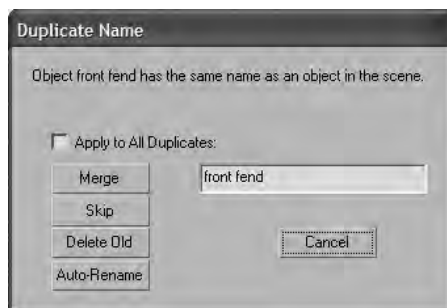 Duplicate Name
Object front fend has the same name as an object in the scene.
Apply to All Duplicates:
Merge
front fend
Skip
Delete Old
Cancel
Auto-Rename